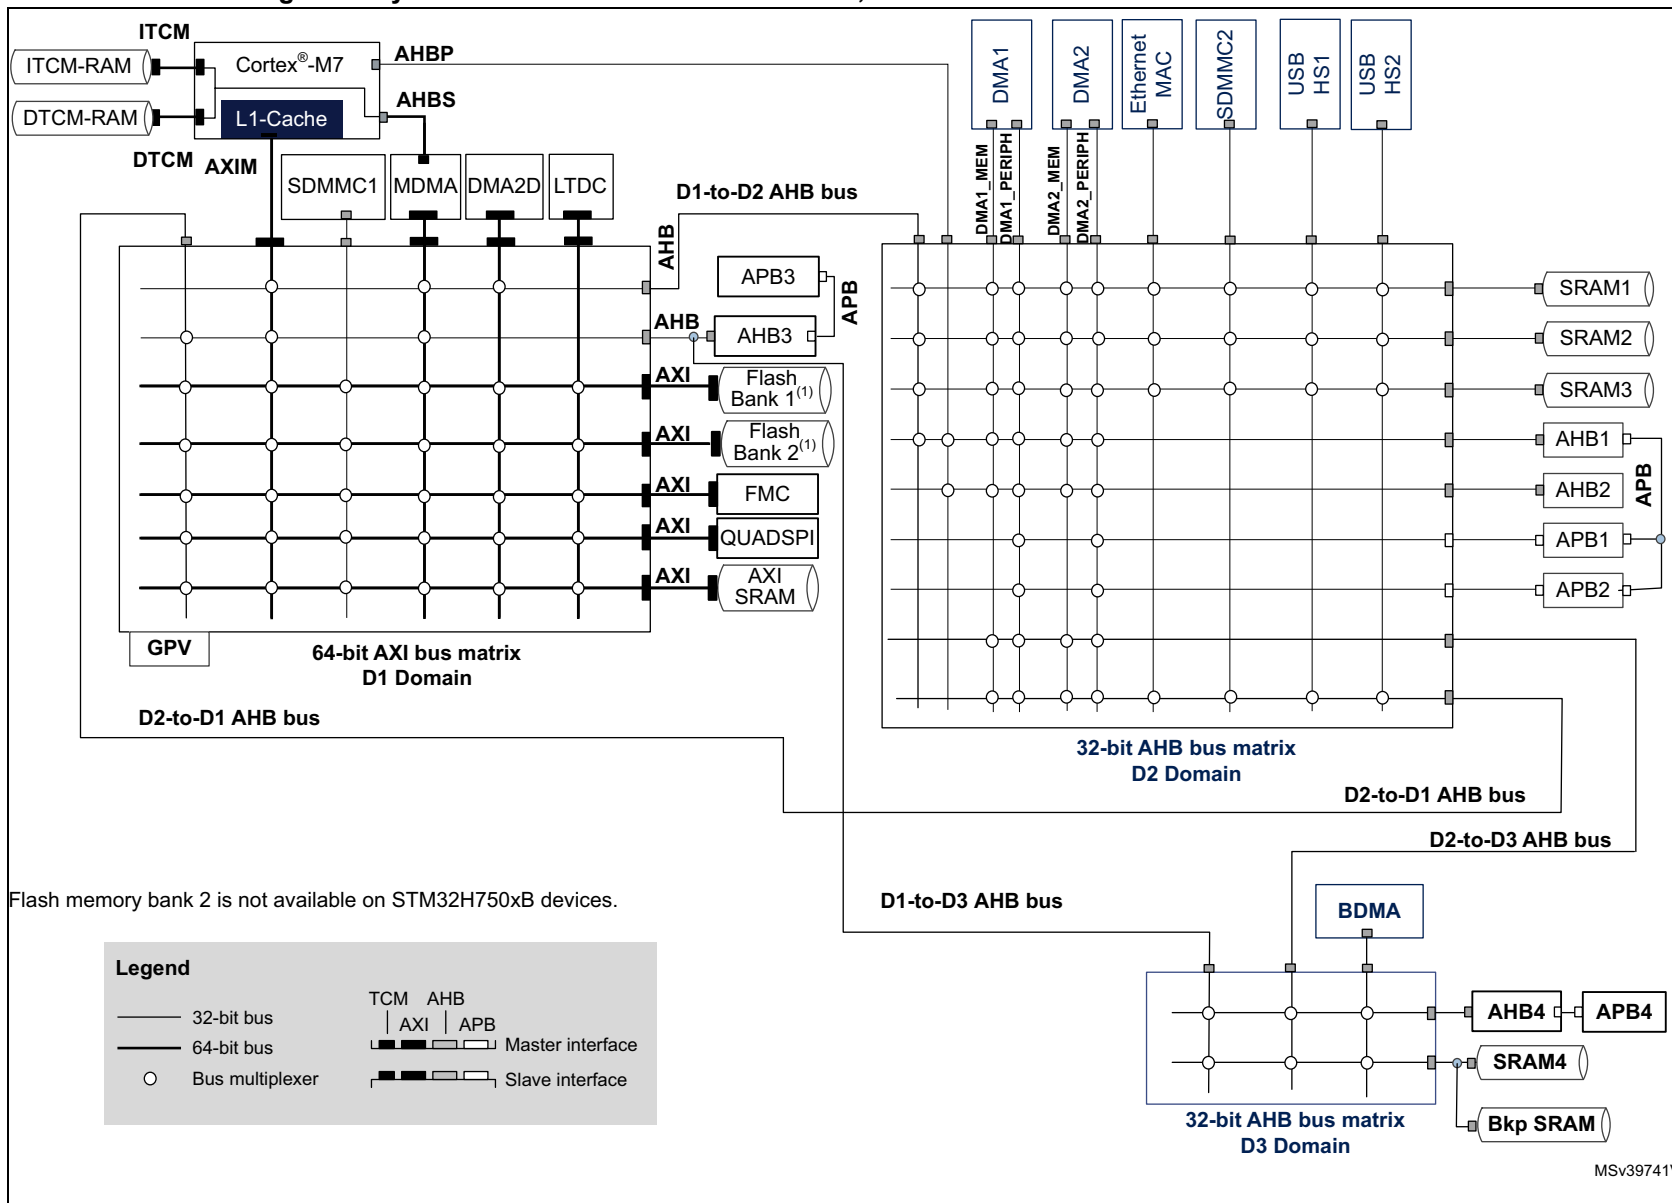 ITCM
ITCM-RAM
DTCM-RAM
Cortex®-M7
L1-Cache
AHBP
AHBS
DTCM
AXIM
SDMMC1
MDMA
DMA2D
LTDC
D1-to-D2 AHB bus
AHB
APB3
APB
AHB
AHB3
AXI
Flash
Bank 1(1)
AXI
Flash
Bank 2(1)
AXI
FMC
AXI
QUADSPI
AXI
AXI
SRAM
GPV
64-bit AXI bus matrix
D1 Domain
D2-to-D1 AHB bus
DMA1
DMA2
Ethernet
MAC
SDMMC2
USB
HS1
USB
HS2
DMA1_MEM
DMA1_PERIPH
DMA2_MEM
DMA2_PERIPH
SRAM1
SRAM2
SRAM3
AHB1
AHB2
APB
APB1
APB2
32-bit AHB bus matrix
D2 Domain
D2-to-D1 AHB bus
D2-to-D3 AHB bus
D1-to-D3 AHB bus
BDMA
AHB4
APB4
SRAM4
Bkp SRAM
32-bit AHB bus matrix
D3 Domain
Flash memory bank 2 is not available on STM32H750xB devices.
Legend
32-bit bus
64-bit bus
Bus multiplexer
TCM AHB
AXI APB
Master interface
Slave interface